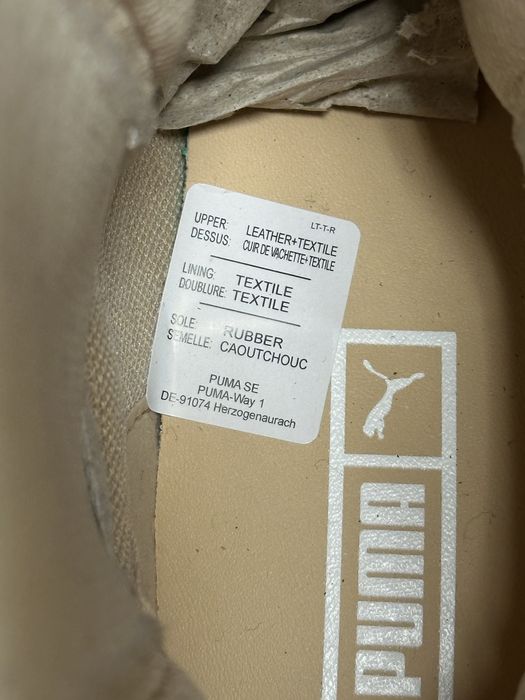 LT-T-R
UPPER: LEATHER+TEXTILE
DESSUS: CUIR DE VACHETTE+TEXTILE
LINING: TEXTILE
DOUBLURE: TEXTILE
SOLE: RUBBER
SEMELLE: CAOUTCHOUC
PUMA SE
PUMA-Way 1
DE-91074 Herzogenaurach
PUMA